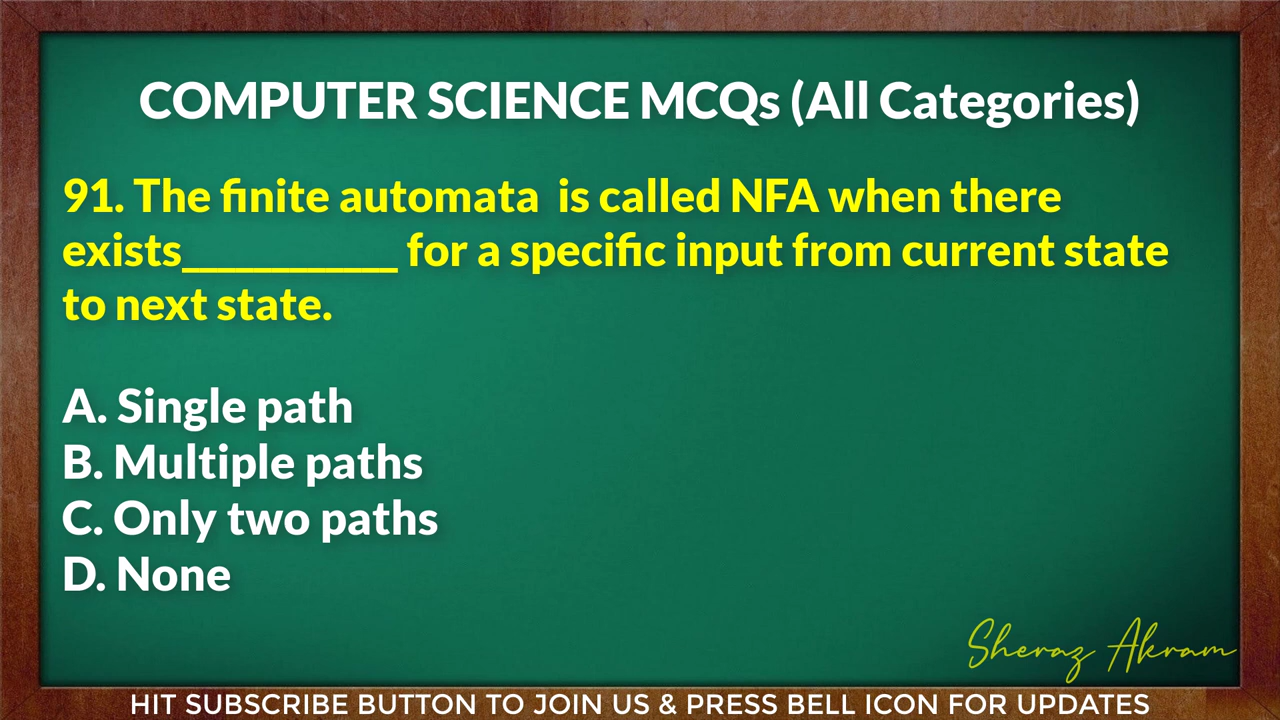 COMPUTER SCIENCE MCQs (All Categories)
91. The finite automata  is called NFA when there
exists____________ for a specific input from current state
to next state.
A. Single path
B. Multiple paths
C. Only two paths
D. None
Sheraz Akram
HIT SUBSCRIBE BUTTON TO JOIN US & PRESS BELL ICON FOR UPDATES